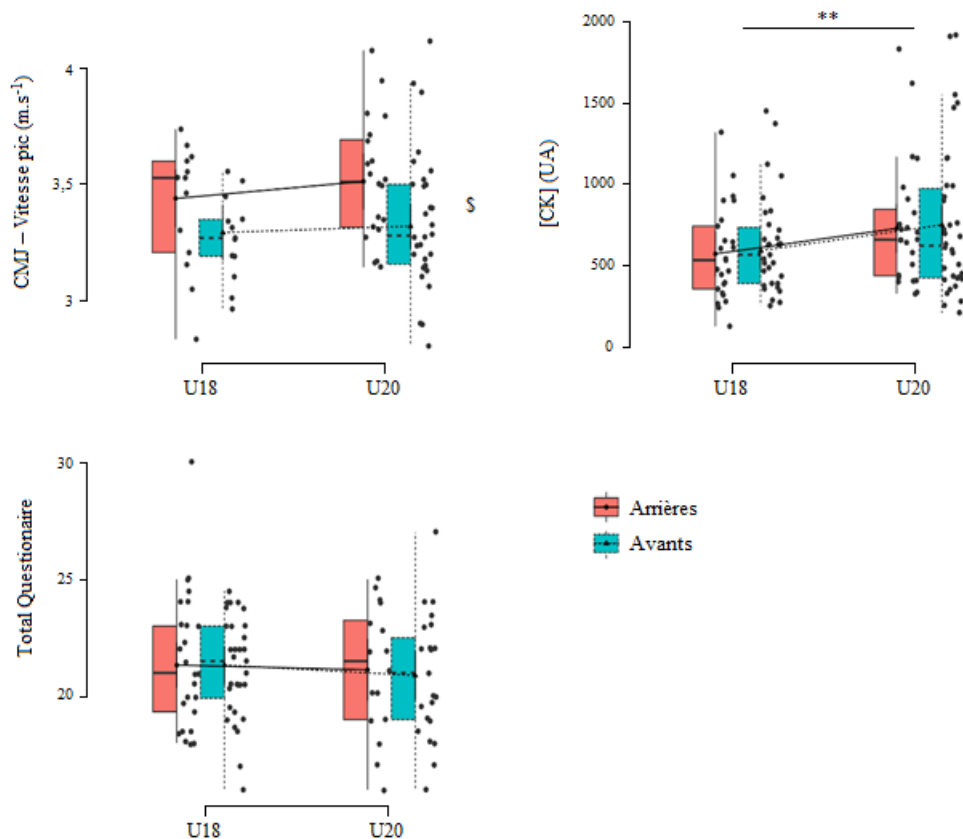 CMJ – Vitesse pic (m.s⁻¹)
4
3,5
3
U18
U20
$
[CK] (UA)
2000
1500
1000
500
0
**
U18
U20
Total Questionaire
30
25
20
U18
U20
Arrières
Avants